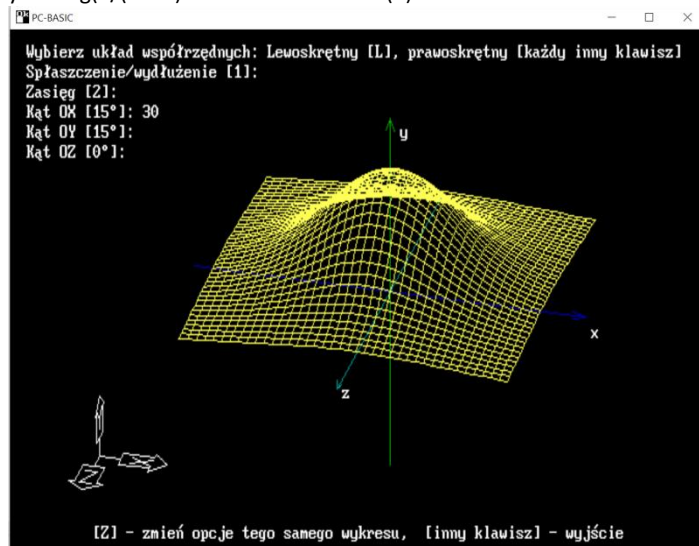 PC-BASIC
Wybierz układ współrzędnych: Lewoskrętny [L], prawoskrętny [każdy inny klawisz]
Spłaszczenie/wydłużenie [1]:
Zasięg [2]:
Kąt OX [15°]: 30
Kąt OY [15°]:
Kąt OZ [0°]:
y
x
z
X
Z
[Z] - zmień opcje tego samego wykresu, [inny klawisz] - wyjście